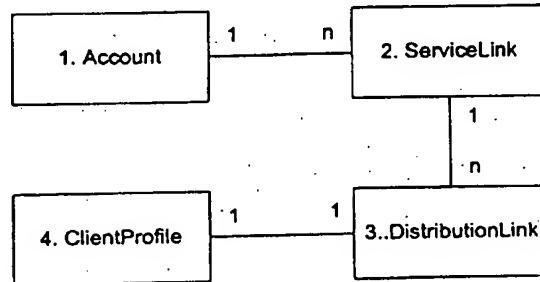 1. Account
1
n
2. ServiceLink
1
n
4. ClientProfile
1
1
3..DistributionLink